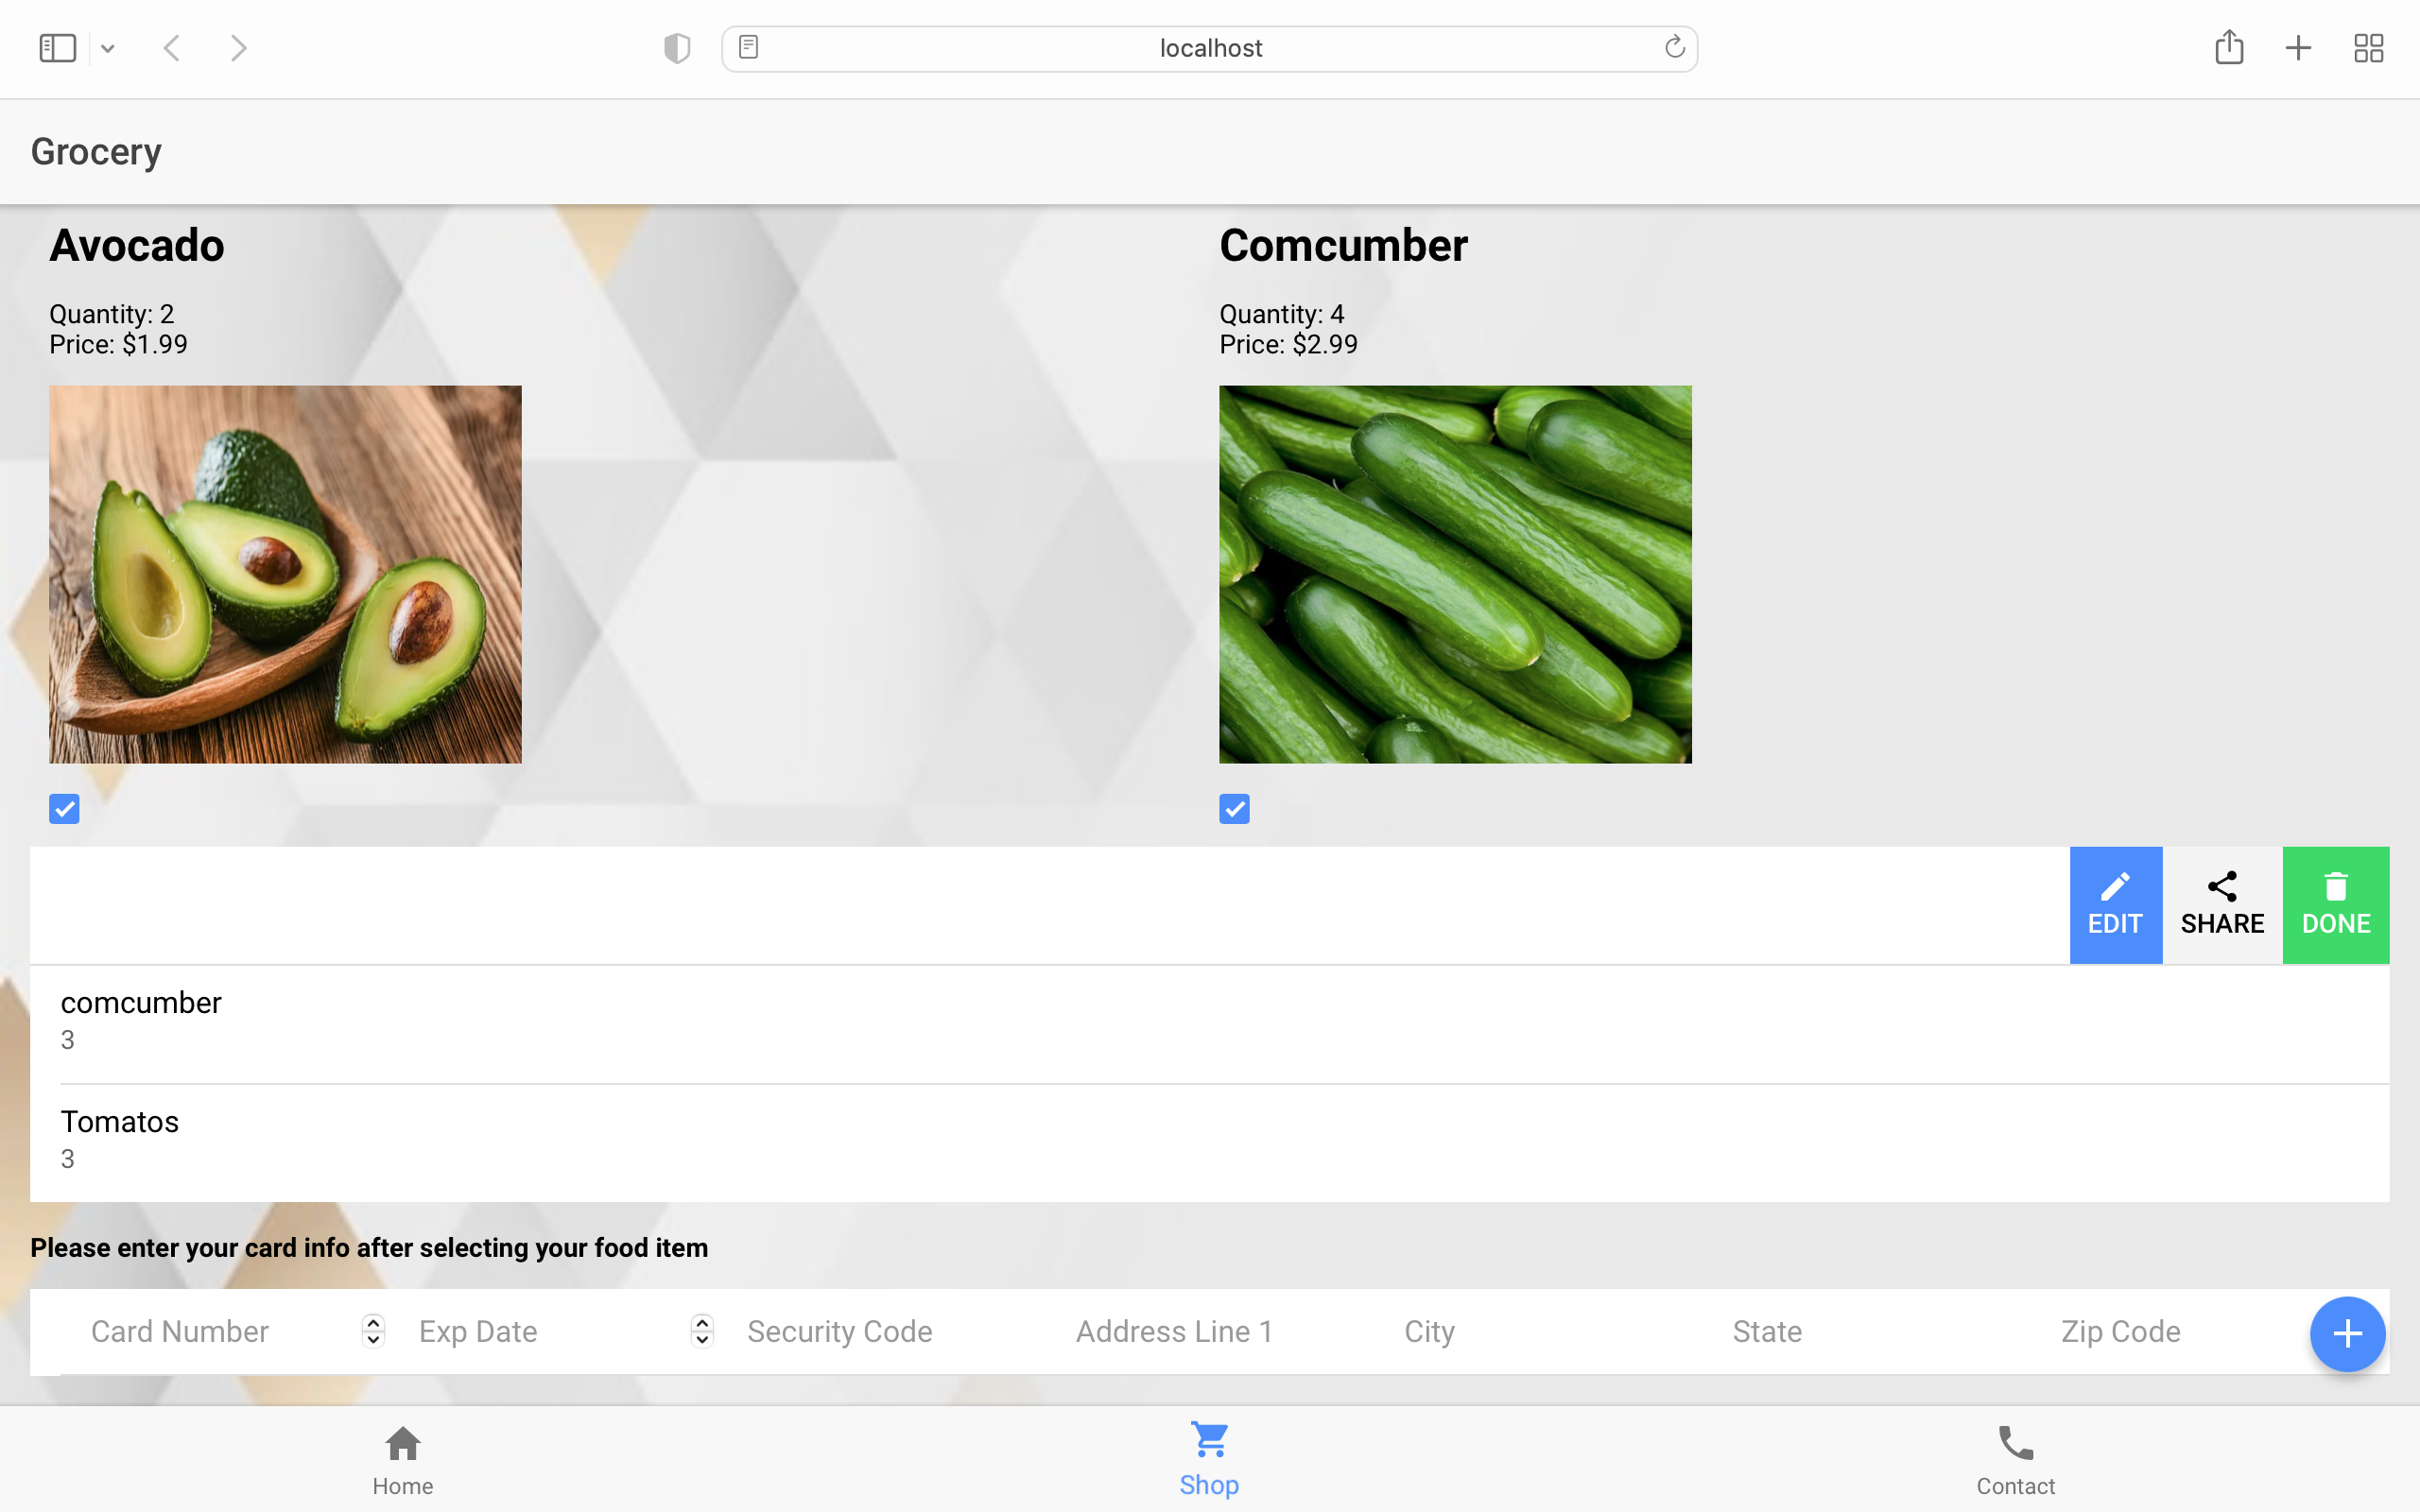 localhost
Grocery
Avocado
Quantity: 2
Price: $1.99
Comcumber
Quantity: 4
Price: $2.99
EDIT SHARE DONE
comcumber
3
Tomatos
3
Please enter your card info after selecting your food item
Card Number Exp Date Security Code Address Line 1 City State Zip Code
Home Shop Contact